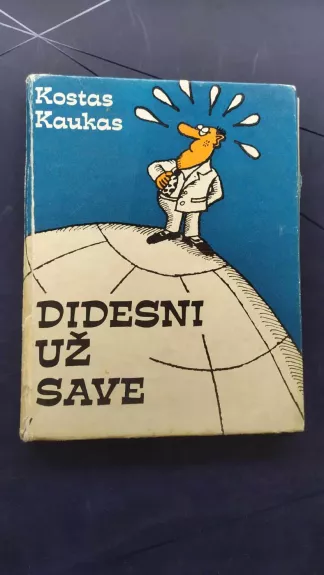 Kostas
Kaukas
DIDESNI
UŽ
SAVE